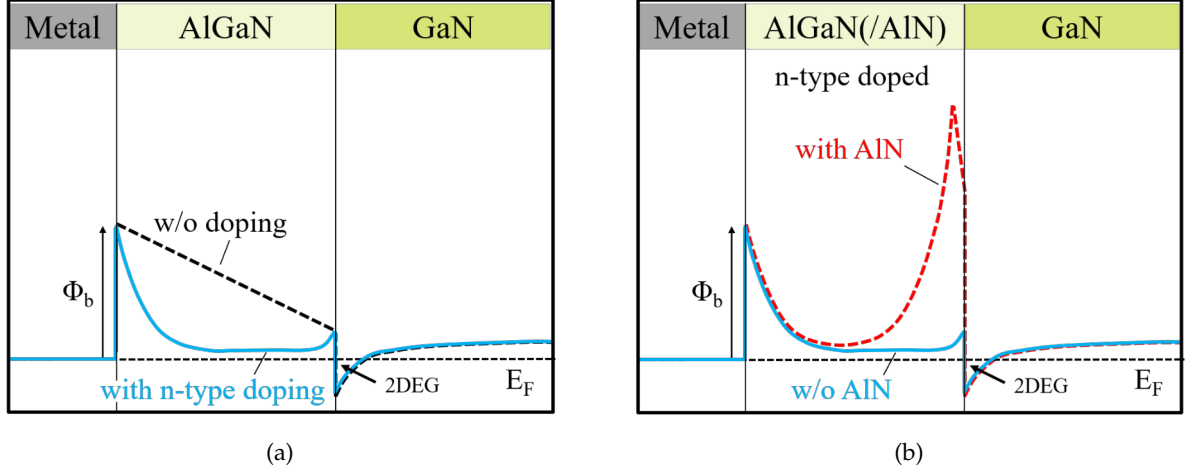 Metal AlGaN GaN
w/o doping
Φb
with n-type doping
2DEG
EF
(a)
Metal AlGaN(/AlN) GaN
n-type doped
with AlN
Φb
w/o AlN
2DEG
EF
(b)